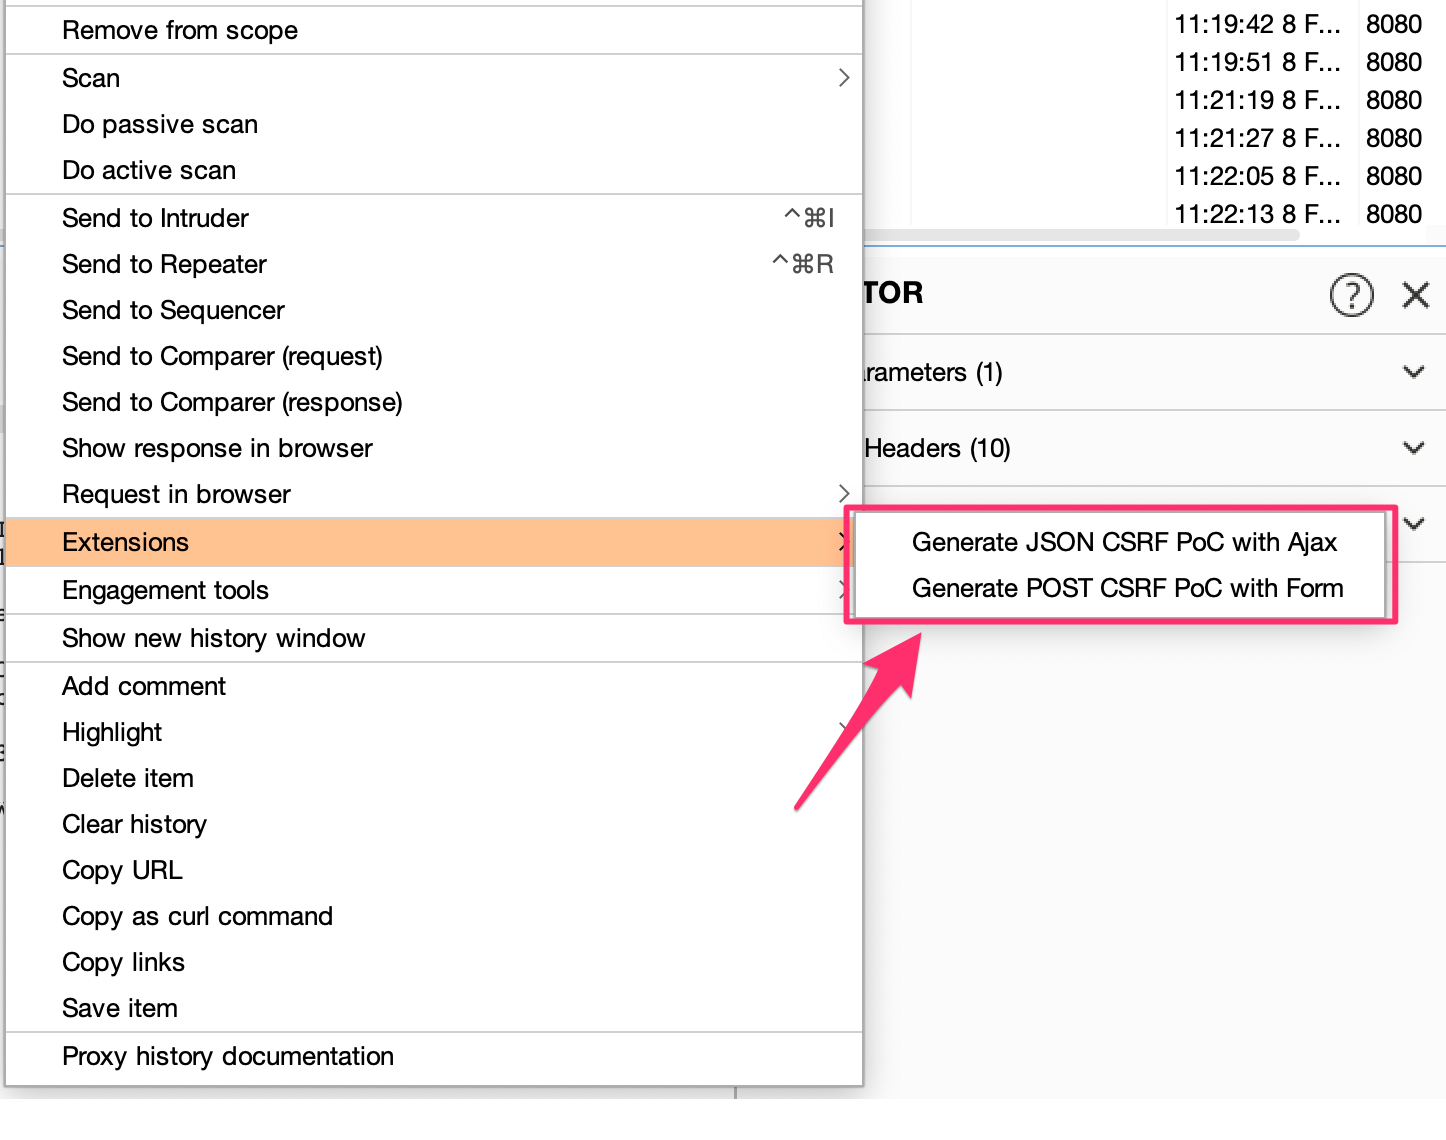 Remove from scope
Scan
Do passive scan
Do active scan
Send to Intruder ^⌘I
Send to Repeater ^⌘R
Send to Sequencer
Send to Comparer (request)
Send to Comparer (response)
Show response in browser
Request in browser
Extensions
Engagement tools
Show new history window
Add comment
Highlight
Delete item
Clear history
Copy URL
Copy as curl command
Copy links
Save item
Proxy history documentation
Generate JSON CSRF PoC with Ajax
Generate POST CSRF PoC with Form
11:19:42 8 F... 8080
11:19:51 8 F... 8080
11:21:19 8 F... 8080
11:21:27 8 F... 8080
11:22:05 8 F... 8080
11:22:13 8 F... 8080
TOR
rameters (1)
Headers (10)